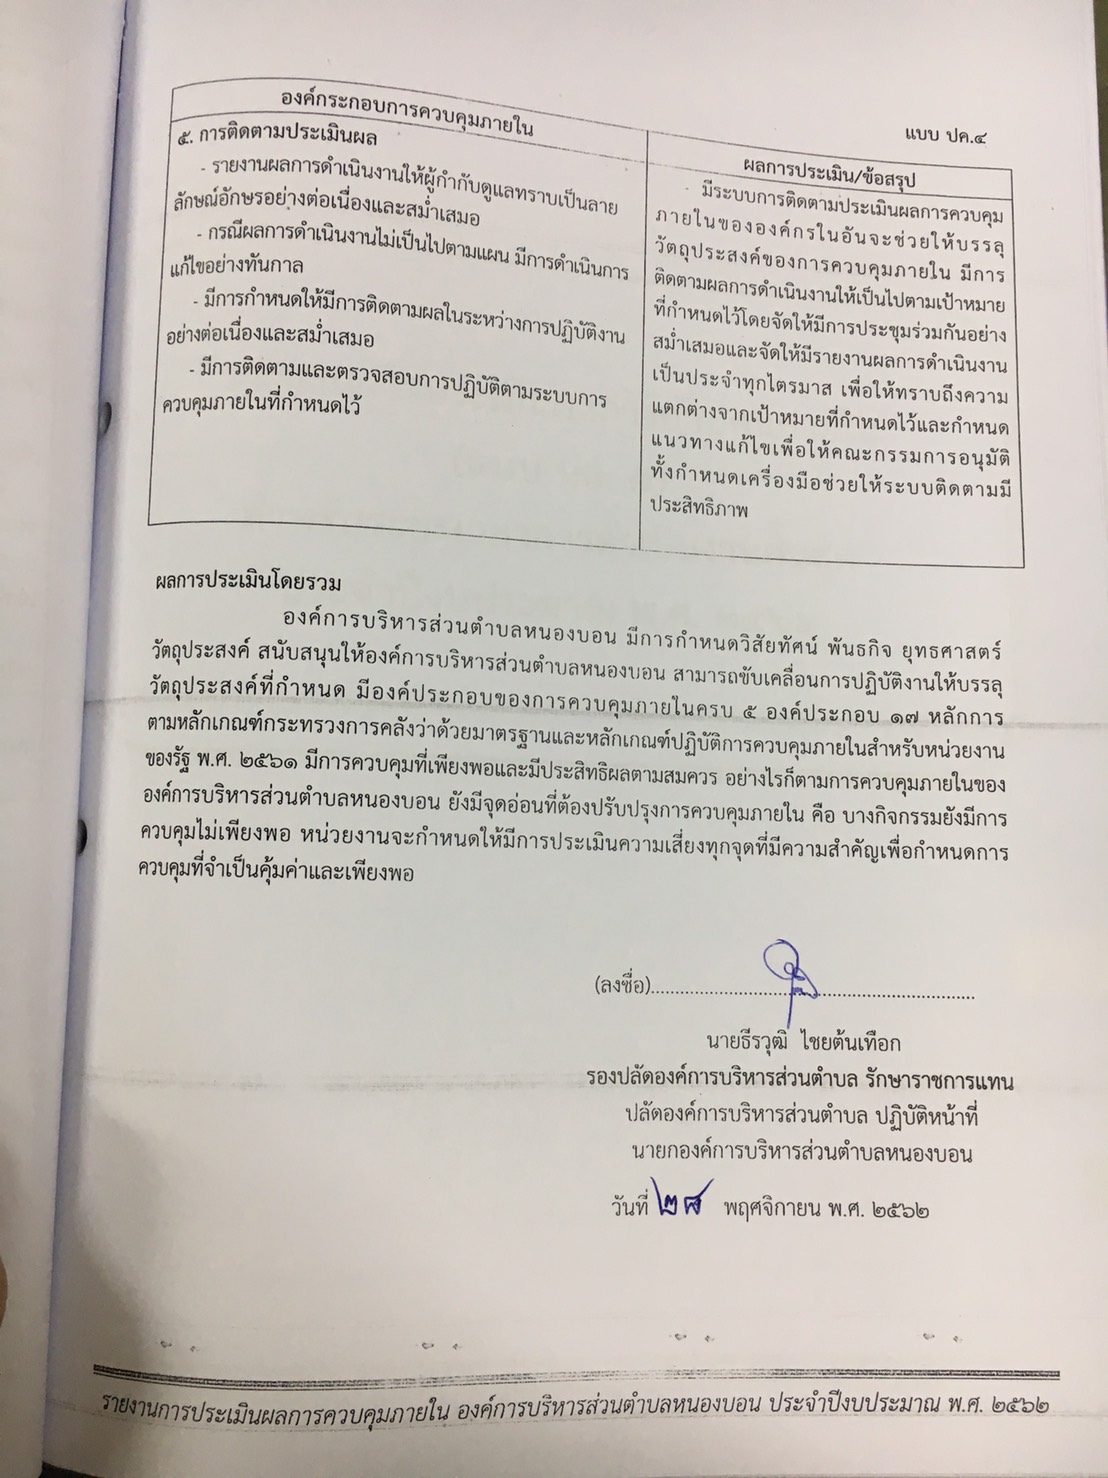 แบบ ปค.๔
องค์กระกอบการควบคุมภายใน
๕. การติดตามประเมินผล
- รายงานผลการดำเนินงานให้ผู้กำกับดูแลทราบเป็นลาย
ลักษณ์อักษรอย่างต่อเนื่องและสม่ำเสมอ
- กรณีผลการดำเนินงานไม่เป็นไปตามแผน มีการดำเนินการ
แก้ไขอย่างทันกาล
- มีการกำหนดให้มีการติดตามผลในระหว่างการปฏิบัติงาน
อย่างต่อเนื่องและสม่ำเสมอ
- มีการติดตามและตรวจสอบการปฏิบัติตามระบบการ
ควบคุมภายในที่กำหนดไว้
ผลการประเมิน/ข้อสรุป
- มีระบบการติดตามประเมินผลการควบคุม
ภายในขององค์กรในอันจะช่วยให้บรรลุ
วัตถุประสงค์ของการควบคุมภายใน มีการ
ติดตามผลการดำเนินงานให้เป็นไปตามเป้าหมาย
ที่กำหนดไว้โดยจัดให้มีการประชุมร่วมกันอย่าง
สม่ำเสมอและจัดให้มีรายงานผลการดำเนินงาน
เป็นประจำทุกไตรมาส เพื่อให้ทราบถึงความ
แตกต่างจากเป้าหมายที่กำหนดไว้และกำหนด
แนวทางแก้ไขเพื่อให้คณะกรรมการอนุมัติ
ทั้งกำหนดเครื่องมือช่วยให้ระบบติดตามมี
ประสิทธิภาพ
ผลการประเมินโดยรวม
องค์การบริหารส่วนตำบลหนองบอน มีการกำหนดวิสัยทัศน์ พันธกิจ ยุทธศาสตร์
วัตถุประสงค์ สนับสนุนให้องค์การบริหารส่วนตำบลหนองบอน สามารถขับเคลื่อนการปฏิบัติงานให้บรรลุ
วัตถุประสงค์ที่กำหนด มีองค์ประกอบของการควบคุมภายในครบ ๕ องค์ประกอบ ๑๗ หลักการ
ตามหลักเกณฑ์กระทรวงการคลังว่าด้วยมาตรฐานและหลักเกณฑ์ปฏิบัติการควบคุมภายในสำหรับหน่วยงาน
ของรัฐ พ.ศ. ๒๕๖๑ มีการควบคุมที่เพียงพอและมีประสิทธิผลตามสมควร อย่างไรก็ตามการควบคุมภายในของ
องค์การบริหารส่วนตำบลหนองบอน ยังมีจุดอ่อนที่ต้องปรับปรุงการควบคุมภายใน คือ บางกิจกรรมยังมีการ
ควบคุมไม่เพียงพอ หน่วยงานจะกำหนดให้มีการประเมินความเสี่ยงทุกจุดที่มีความสำคัญเพื่อกำหนดการ
ควบคุมที่จำเป็นคุ้มค่าและเพียงพอ
(ลงชื่อ)............................................................
นายธีรวุฒิ ไชยต้นเทือก
รองปลัดองค์การบริหารส่วนตำบล รักษาราชการแทน
ปลัดองค์การบริหารส่วนตำบล ปฏิบัติหน้าที่
นายกองค์การบริหารส่วนตำบลหนองบอน
วันที่ ๒๘ พฤศจิกายน พ.ศ. ๒๕๖๒
รายงานการประเมินผลการควบคุมภายใน องค์การบริหารส่วนตำบลหนองบอน ประจำปีงบประมาณ พ.ศ. ๒๕๖๒